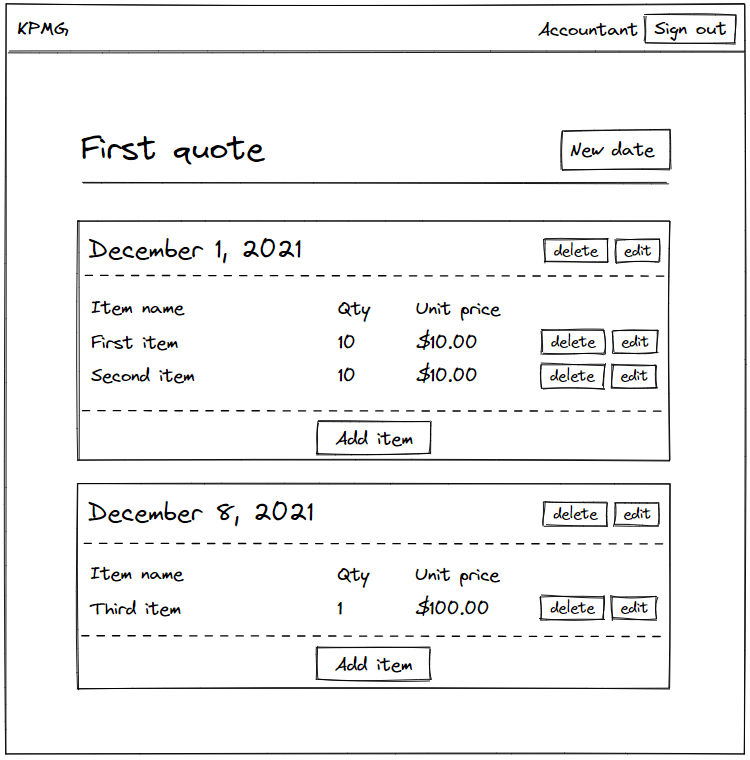 KPMG Accountant Sign out
First quote New date
December 1, 2021 delete edit
Item name Qty Unit price
First item 10 $10.00 delete edit
Second item 10 $10.00 delete edit
Add item
December 8, 2021 delete edit
Item name Qty Unit price
Third item 1 $100.00 delete edit
Add item